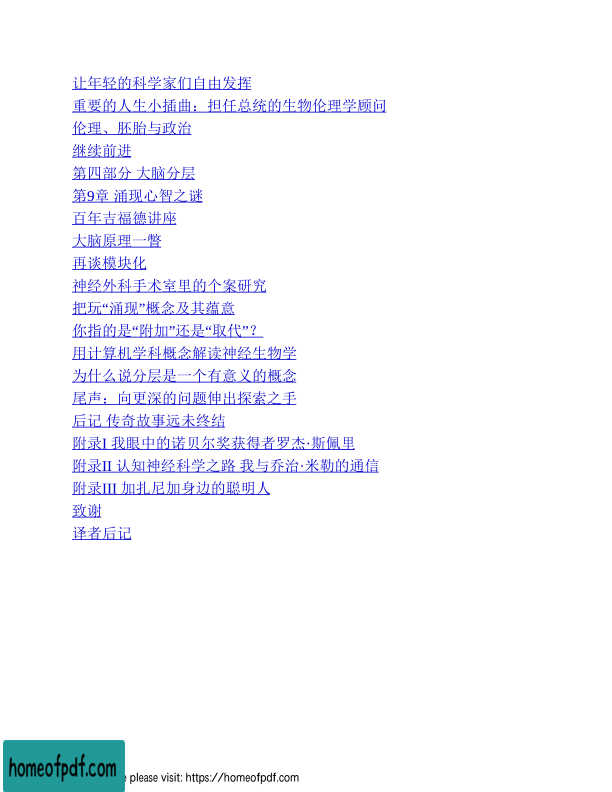 让年轻的科学家们自由发挥
重要的人生小插曲：担任总统的生物伦理学顾问
伦理、胚胎与政治
继续前进
第四部分 大脑分层
第9章 涌现心智之谜
百年吉福德讲座
大脑原理一瞥
再谈模块化
神经外科手术室里的个案研究
把玩“涌现”概念及其蕴意
你指的是“附加”还是“取代”？
用计算机学科概念解读神经生物学
为什么说分层是一个有意义的概念
尾声：向更深的问题伸出探索之手
后记 传奇故事远未终结
附录I 我眼中的诺贝尔奖获得者罗杰·斯佩里
附录II 认知神经科学之路 我与乔治·米勒的通信
附录III 加扎尼加身边的聪明人
致谢
译者后记
homeofpdf.com
e please visit: https://homeofpdf.com